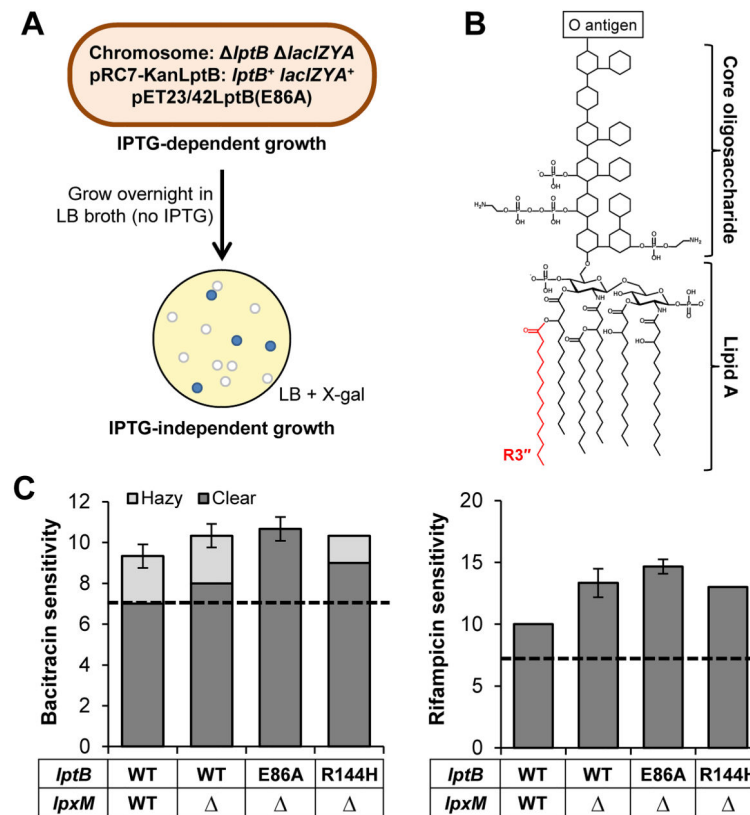 A
Chromosome: ΔlptB ΔlacIZYA
pRC7-KanLptB: lptB⁺ lacIZYA⁺
pET23/42LptB(E86A)
IPTG-dependent growth
Grow overnight in
LB broth (no IPTG)
LB + X-gal
IPTG-independent growth
B
O antigen
Core oligosaccharide
Lipid A
R3″
C
Hazy Clear
Bacitracin sensitivity
12
10
8
6
4
2
0
lptB WT WT E86A R144H
lpxM WT Δ Δ Δ
Rifampicin sensitivity
20
15
10
5
0
lptB WT WT E86A R144H
lpxM WT Δ Δ Δ